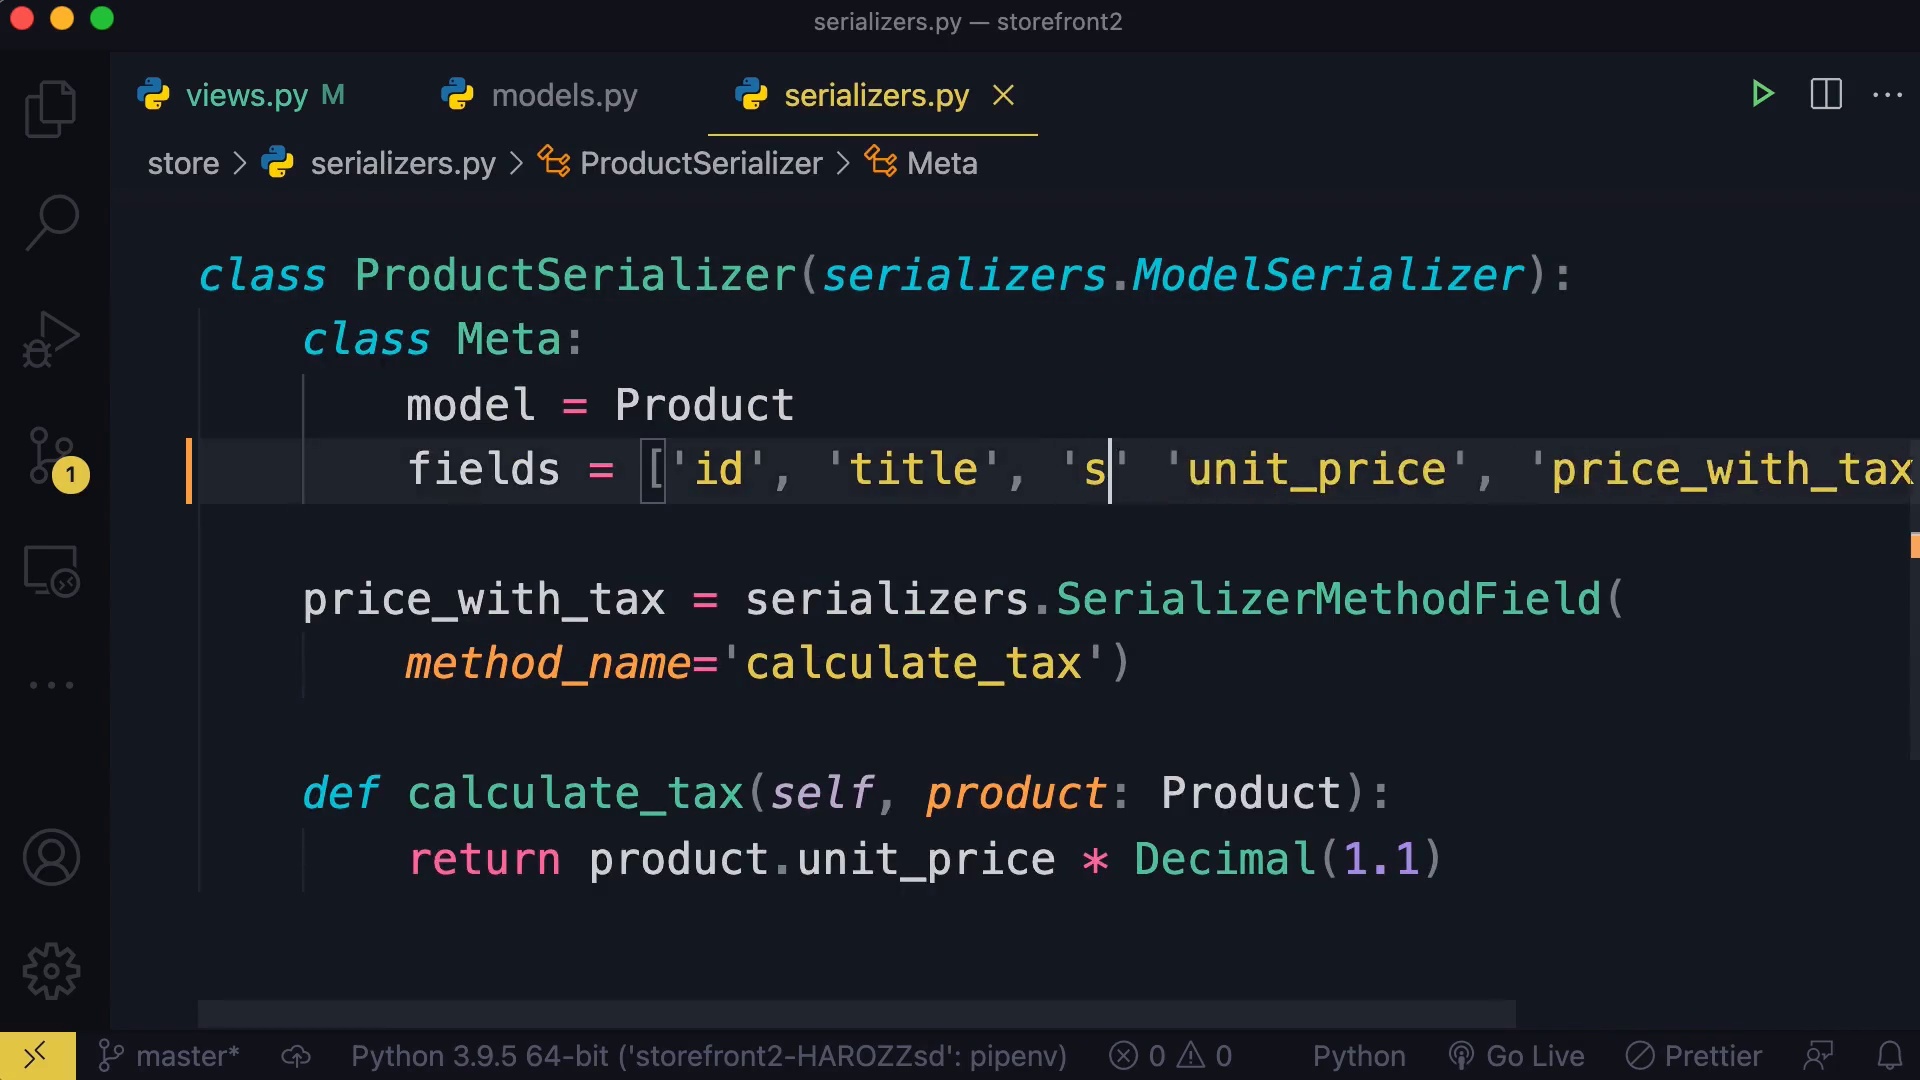 serializers.py — storefront2
views.py M models.py serializers.py
store > serializers.py > ProductSerializer > Meta
class ProductSerializer(serializers.ModelSerializer):
class Meta:
model = Product
fields = ['id', 'title', 's' 'unit_price', 'price_with_tax
price_with_tax = serializers.SerializerMethodField(
method_name='calculate_tax')
def calculate_tax(self, product: Product):
return product.unit_price * Decimal(1.1)
1
master* Python 3.9.5 64-bit ('storefront2-HAROZZsd': pipenv) 0 0 Python Go Live Prettier